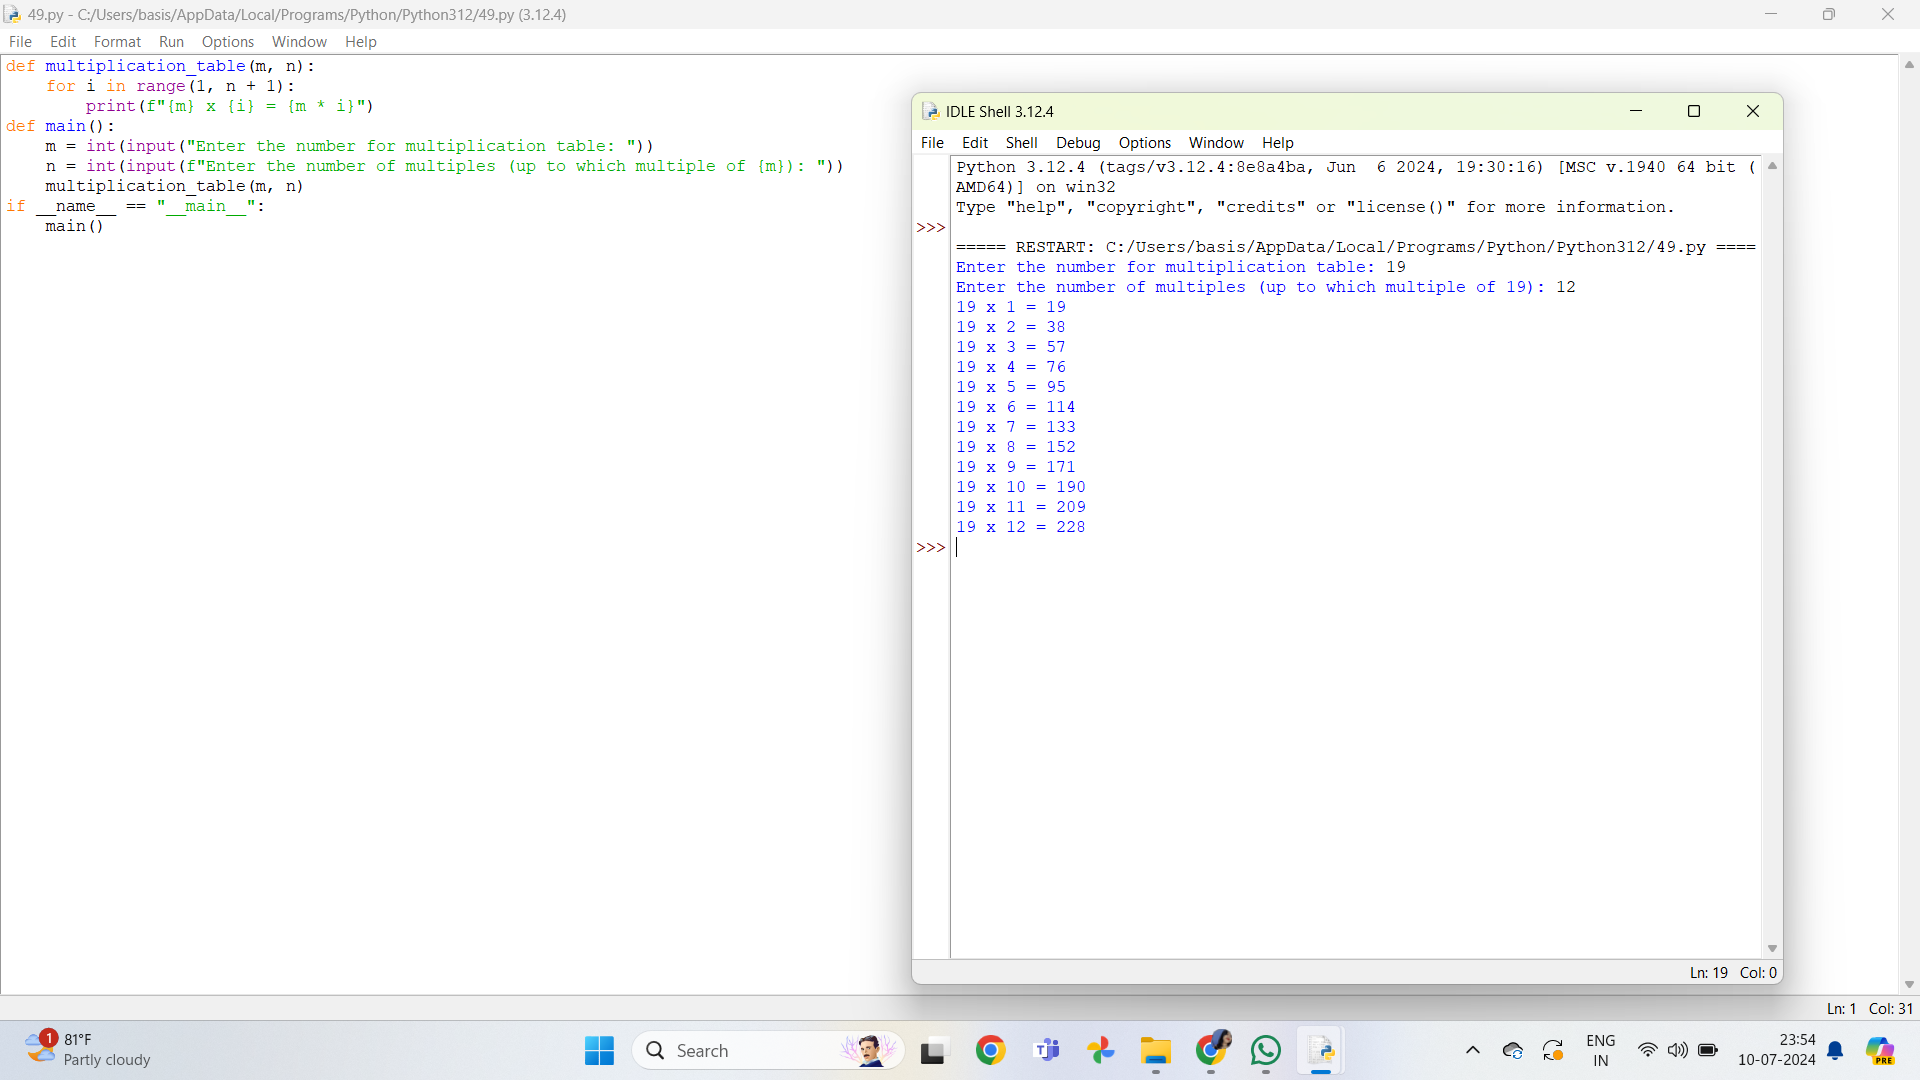 49.py - C:/Users/basis/AppData/Local/Programs/Python/Python312/49.py (3.12.4)
File Edit Format Run Options Window Help
def multiplication_table(m, n):
    for i in range(1, n + 1):
        print(f"{m} x {i} = {m * i}")
def main():
    m = int(input("Enter the number for multiplication table: "))
    n = int(input(f"Enter the number of multiples (up to which multiple of {m}): "))
    multiplication_table(m, n)
if __name__ == "__main__":
    main()
IDLE Shell 3.12.4
File Edit Shell Debug Options Window Help
Python 3.12.4 (tags/v3.12.4:8e8a4ba, Jun  6 2024, 19:30:16) [MSC v.1940 64 bit (
AMD64)] on win32
Type "help", "copyright", "credits" or "license()" for more information.
>>>
===== RESTART: C:/Users/basis/AppData/Local/Programs/Python/Python312/49.py ====
Enter the number for multiplication table: 19
Enter the number of multiples (up to which multiple of 19): 12
19 x 1 = 19
19 x 2 = 38
19 x 3 = 57
19 x 4 = 76
19 x 5 = 95
19 x 6 = 114
19 x 7 = 133
19 x 8 = 152
19 x 9 = 171
19 x 10 = 190
19 x 11 = 209
19 x 12 = 228
>>>
Ln: 19 Col: 0
Ln: 1 Col: 31
1
81°F
Partly cloudy
Search
ENG
IN
23:54
10-07-2024
PRE